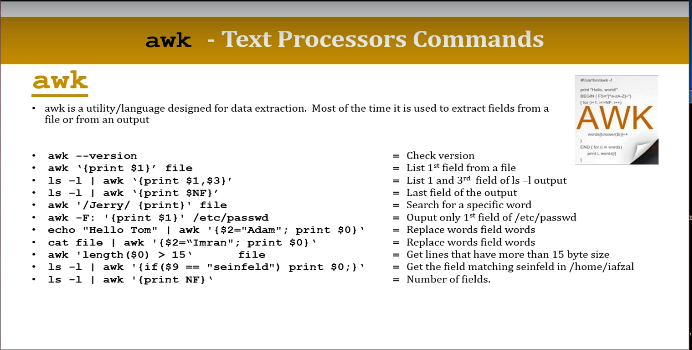 awk - Text Processors Commands
awk
• awk is a utility/language designed for data extraction. Most of the time it is used to extract fields from a
file or from an output
• awk --version = Check version
• awk ‘{print $1}’ file = List 1st field from a file
• ls -l | awk ‘{print $1,$3}’ = List 1 and 3rd field of ls –l output
• ls -l | awk ‘{print $NF}’ = Last field of the output
• awk '/Jerry/ {print}' file = Search for a specific word
• awk -F: '{print $1}' /etc/passwd = Ouput only 1st field of /etc/passwd
• echo "Hello Tom" | awk '{$2="Adam"; print $0}‘ = Replace words field words
• cat file | awk '{$2=“Imran"; print $0}‘ = Replace words field words
• awk 'length($0) > 15‘ file = Get lines that have more than 15 byte size
• ls -l | awk '{if($9 == "seinfeld") print $0;}‘ = Get the field matching seinfeld in /home/iafzal
• ls -l | awk '{print NF}‘ = Number of fields.
print "Hello, world!"
AWK